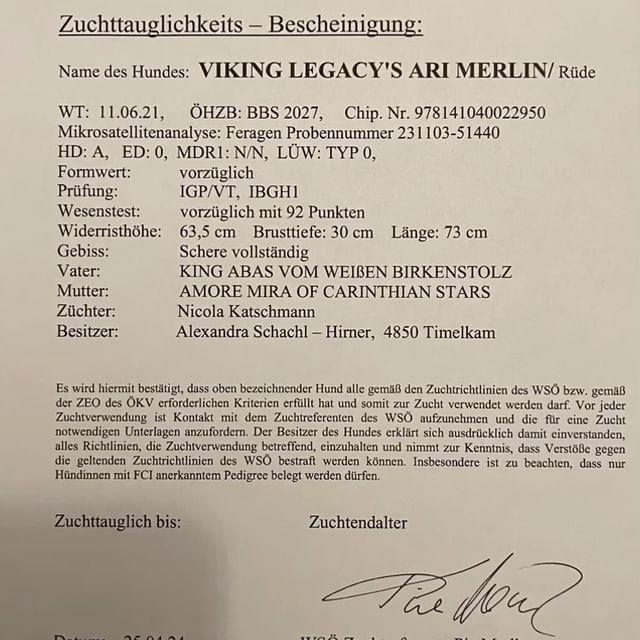 Zuchttauglichkeits – Bescheinigung:
Name des Hundes: VIKING LEGACY'S ARI MERLIN/ Rüde
WT: 11.06.21, ÖHZB: BBS 2027, Chip. Nr. 978141040022950
Mikrosatellitenanalyse: Feragen Probennummer 231103-51440
HD: A, ED: 0, MDR1: N/N, LÜW: TYP 0,
Formwert: vorzüglich
Prüfung: IGP/VT, IBGH1
Wesenstest: vorzüglich mit 92 Punkten
Widerristhöhe: 63,5 cm Brusttiefe: 30 cm Länge: 73 cm
Gebiss: Schere vollständig
Vater: KING ABAS VOM WEIßEN BIRKENSTOLZ
Mutter: AMORE MIRA OF CARINTHIAN STARS
Züchter: Nicola Katschmann
Besitzer: Alexandra Schachl – Hirner, 4850 Timelkam
Es wird hiermit bestätigt, dass oben bezeichneter Hund alle gemäß den Zuchtrichtlinien des WSÖ bzw. gemäß
der ZEO des ÖKV erforderlichen Kriterien erfüllt hat und somit zur Zucht verwendet werden darf. Vor jeder
Zuchtverwendung ist Kontakt mit dem Zuchtreferenten des WSÖ aufzunehmen und die für eine Zucht
notwendigen Unterlagen anzufordern. Der Besitzer des Hundes erklärt sich ausdrücklich damit einverstanden,
alles Richtlinien, die Zuchtverwendung betreffend, einzuhalten und nimmt zur Kenntnis, dass Verstöße gegen
die geltenden Zuchtrichtlinien des WSÖ bestraft werden können. Insbesondere ist zu beachten, dass nur
Hündinnen mit FCI anerkanntem Pedigree belegt werden dürfen.
Zuchttauglich bis: Zuchtendalter